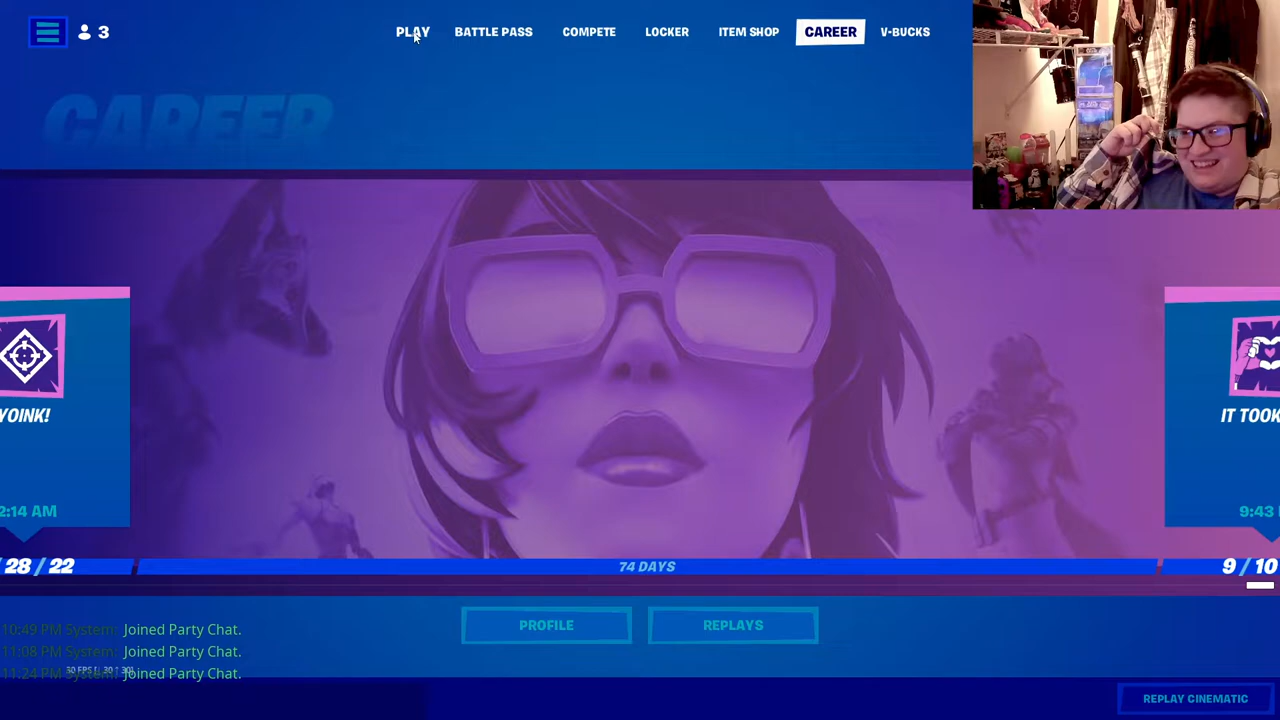 3
PLAY
BATTLE PASS
COMPETE
LOCKER
ITEM SHOP
CAREER
V-BUCKS
CAREER
YOINK!
2:14 AM
28 / 22
74 DAYS
IT TOOK
9:43
9 / 10
PROFILE
REPLAYS
10:49 PM System: Joined Party Chat.
11:08 PM System: Joined Party Chat.
11:24 PM System: Joined Party Chat.
REPLAY CINEMATIC